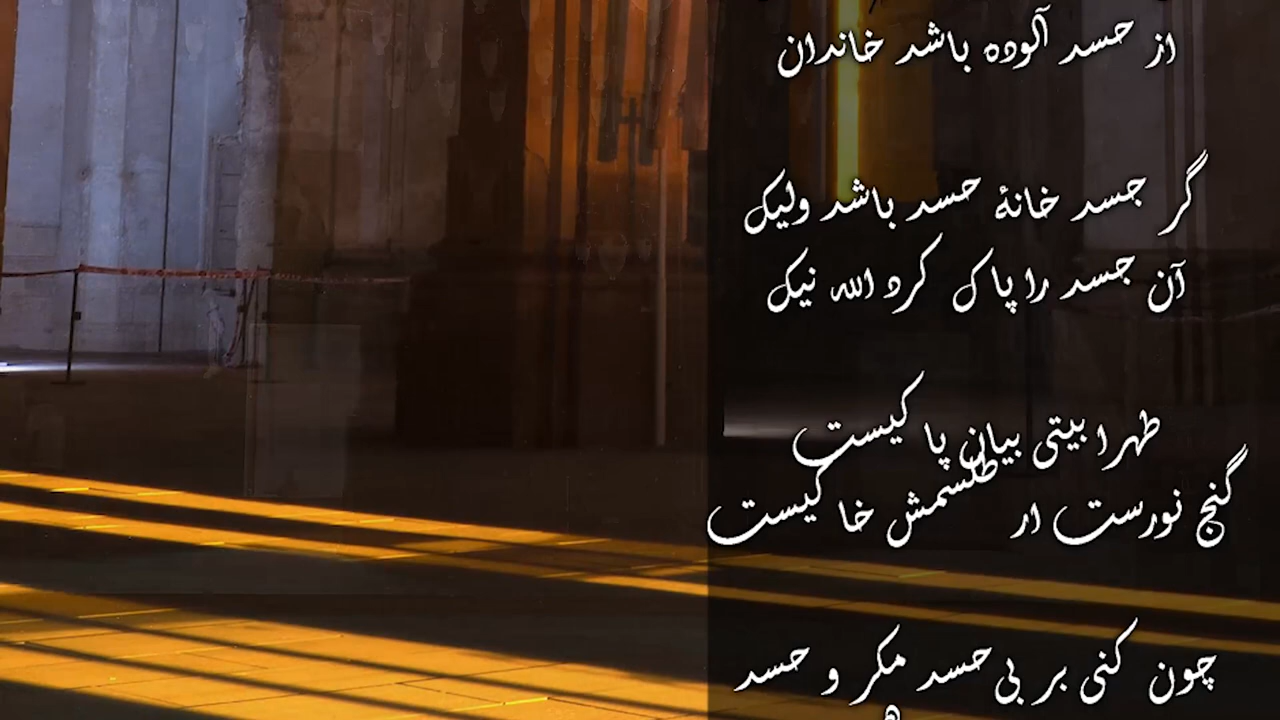 از حسد آلوده باشد خاندان
گر جسد خانهٔ حسد باشد ولیک
آن جسد را پاک کرد الله نیک
طهرا بیتی بیان پاکیست
گنج نورست ار طلسمش خاکیست
چون کنی بر بی‌حسد مکر و حسد